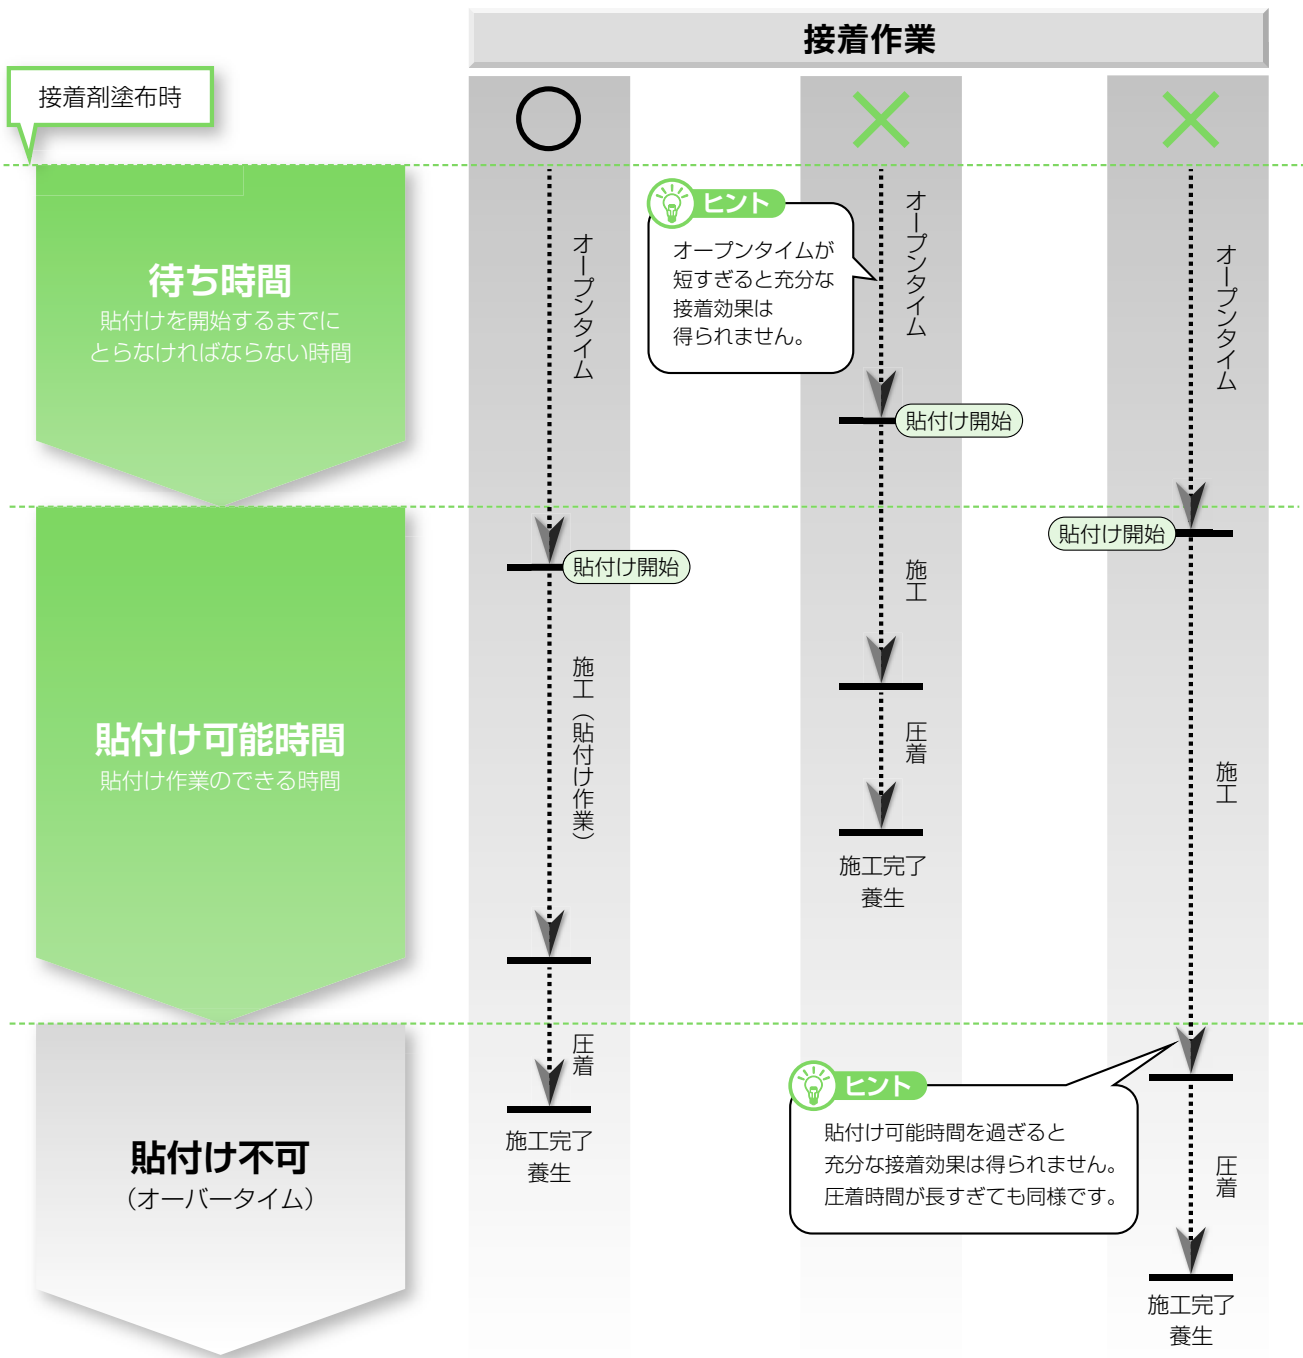 接着作業
接着剤塗布時
待ち時間
貼付けを開始するまでに
とらなければならない時間
貼付け可能時間
貼付け作業のできる時間
貼付け不可
（オーバータイム）
オープンタイム
貼付け開始
施工（貼付け作業）
圧着
施工完了
養生
ヒント
オープンタイムが
短すぎると充分な
接着効果は
得られません。
オープンタイム
貼付け開始
施工
圧着
施工完了
養生
オープンタイム
貼付け開始
施工
ヒント
貼付け可能時間を過ぎると
充分な接着効果は得られません。
圧着時間が長すぎても同様です。
圧着
施工完了
養生